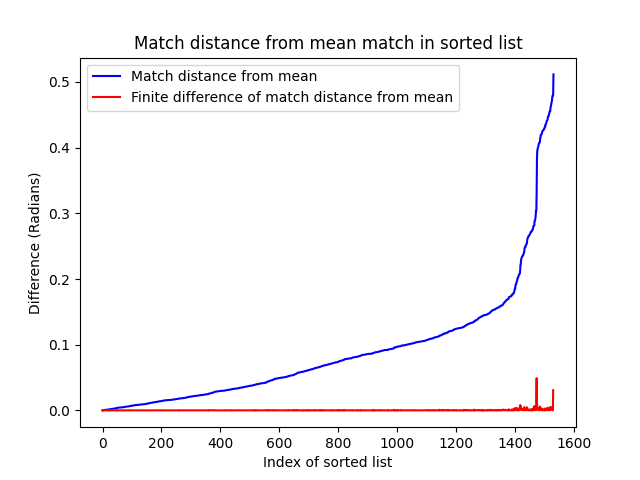 Match distance from mean match in sorted list
Match distance from mean
Finite difference of match distance from mean
Difference (Radians)
0.5
0.4
0.3
0.2
0.1
0.0
0 200 400 600 800 1000 1200 1400 1600
Index of sorted list